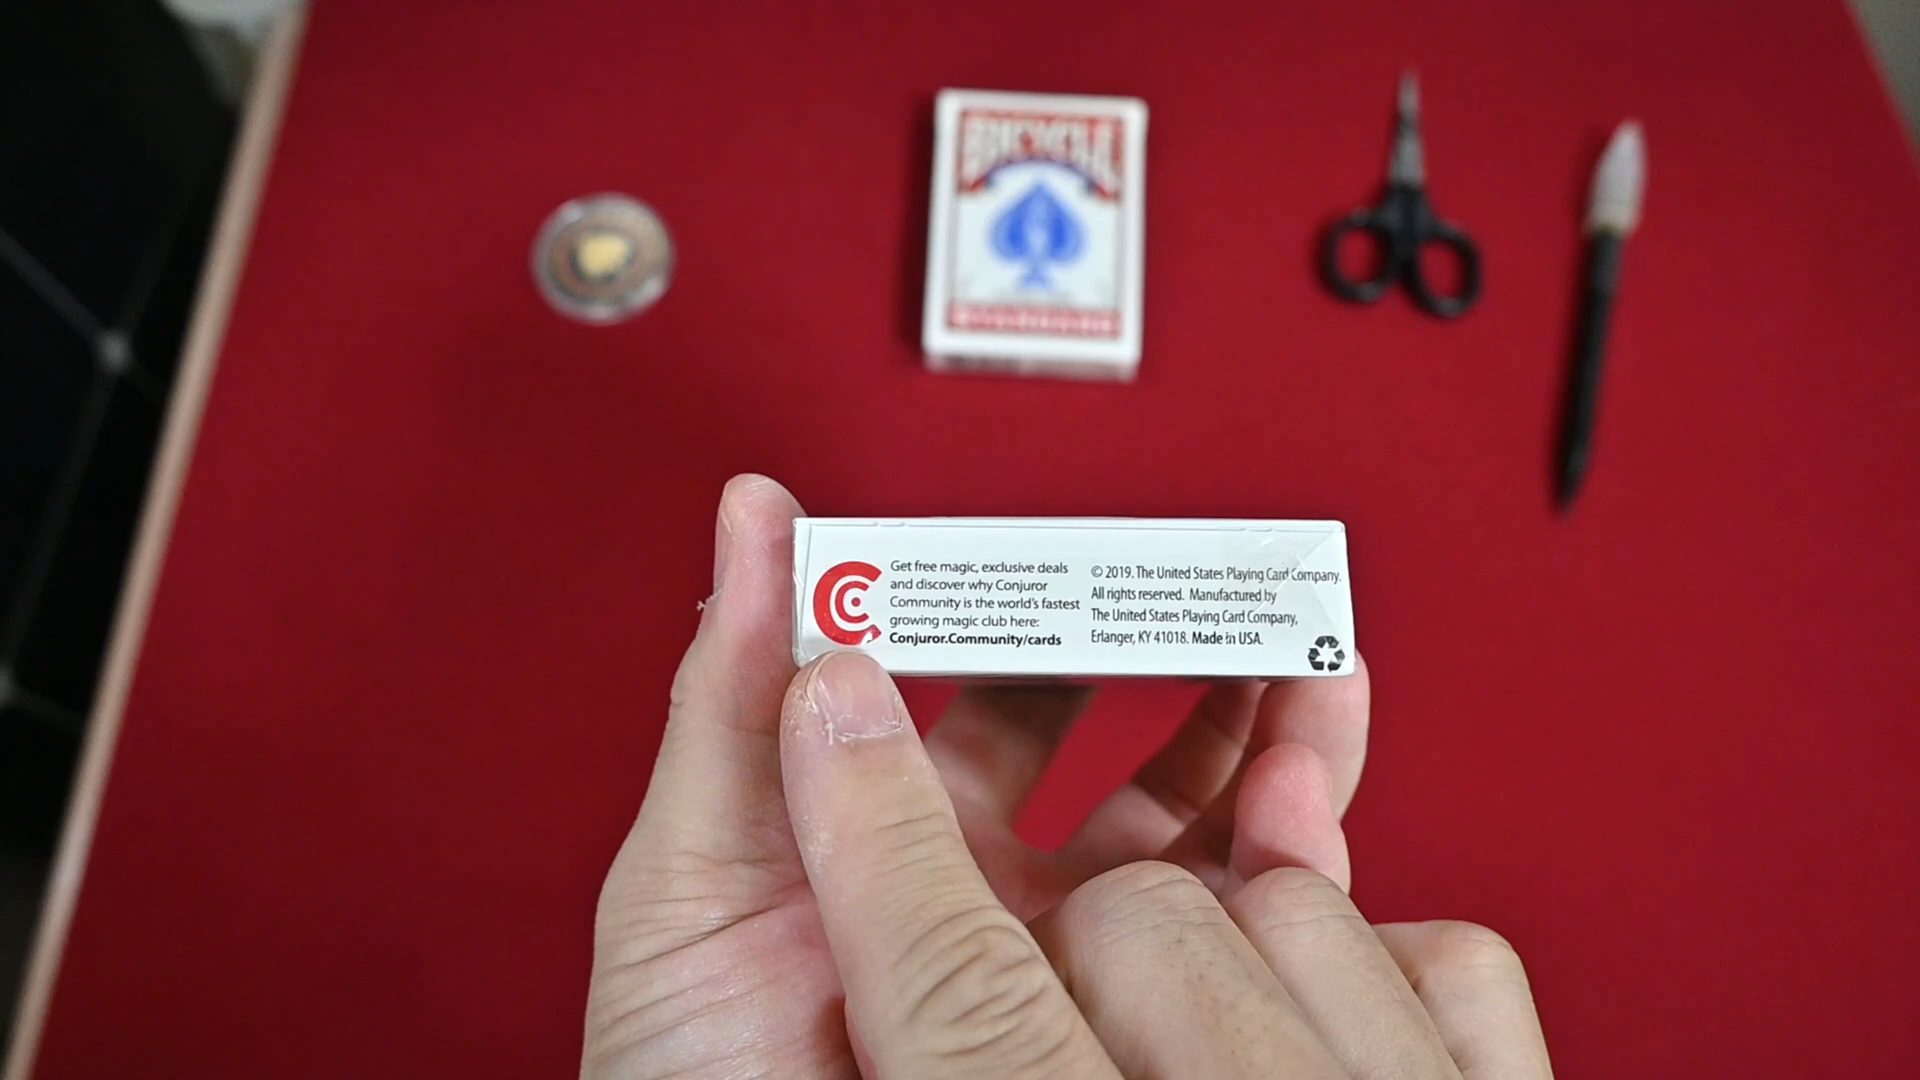 BICYCLE
STANDARD
Get free magic, exclusive deals
and discover why Conjuror
Community is the world's fastest
growing magic club here:
Conjuror.Community/cards
© 2019. The United States Playing Card Company.
All rights reserved. Manufactured by
The United States Playing Card Company,
Erlanger, KY 41018. Made in USA.